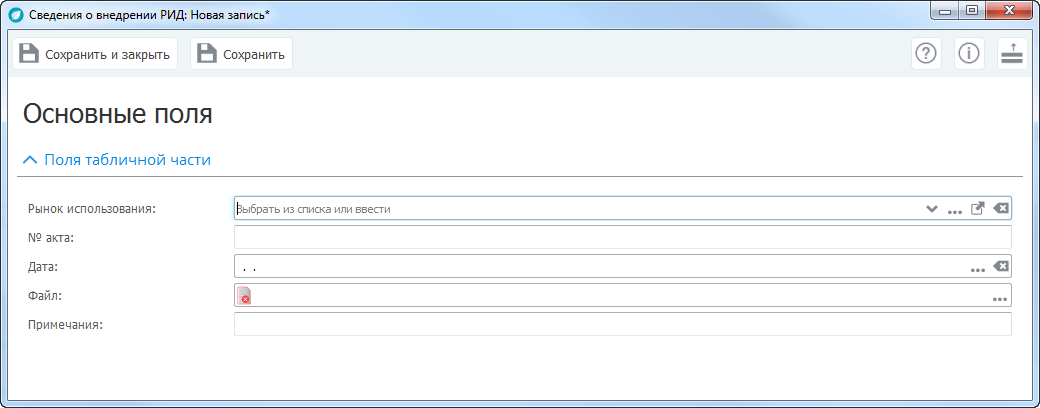 Сведения о внедрении РИД: Новая запись*
Сохранить и закрыть Сохранить
Основные поля
Поля табличной части
Рынок использования: Выбрать из списка или ввести
№ акта:
Дата: . .
Файл:
Примечания: